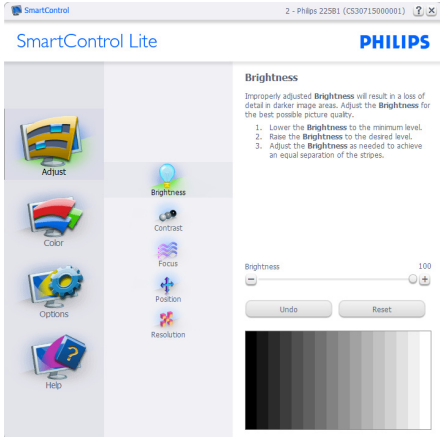 SmartControl
2 - Philips 225B1 (CS30715000001)
?
SmartControl Lite
PHILIPS
Adjust
Color
Options
Help
Brightness
Contrast
Focus
Position
Resolution
Brightness
Improperly adjusted Brightness will result in a loss of
detail in darker image areas. Adjust the Brightness for
the best possible picture quality.
1. Lower the Brightness to the minimum level.
2. Raise the Brightness to the desired level.
3. Adjust the Brightness as needed to achieve
an equal separation of the stripes.
Brightness 100
Undo Reset